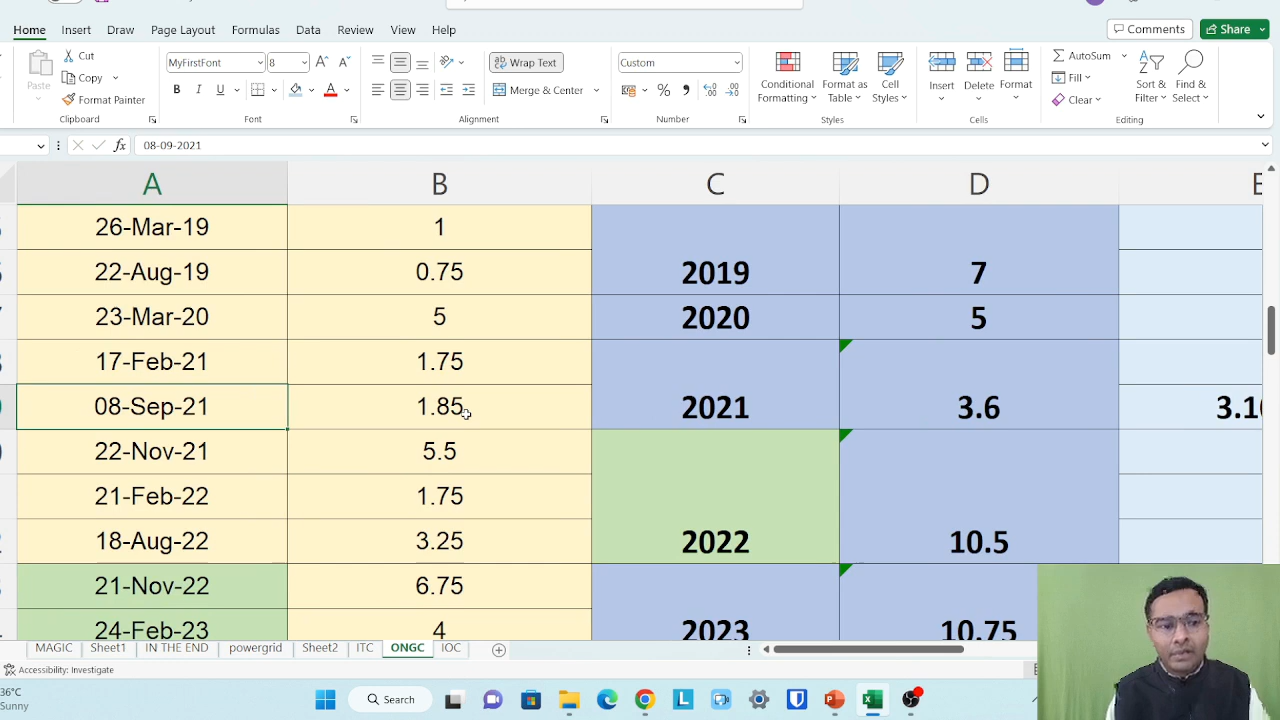 Home Insert Draw Page Layout Formulas Data Review View Help Comments Share
Cut
Copy
Format Painter
Paste
Clipboard
MyFontFont 8
B I U
Font
Wrap Text
Merge & Center
Alignment
Custom
Number
Conditional Formatting
Format as Table
Cell Styles
Styles
Insert Delete Format
Cells
AutoSum
Fill
Clear
Sort & Filter
Find & Select
Editing
fx 08-09-2021
A B C D E
26-Mar-19 1
22-Aug-19 0.75 2019 7
23-Mar-20 5 2020 5
17-Feb-21 1.75
08-Sep-21 1.85 2021 3.6
22-Nov-21 5.5
21-Feb-22 1.75
18-Aug-22 3.25 2022 10.5
21-Nov-22 6.75
24-Feb-23 4 2023 10.75
MAGIC Sheet1 IN THE END powergrid Sheet2 ITC ONGC IOC
Accessibility: Investigate
36°C
Sunny
Search